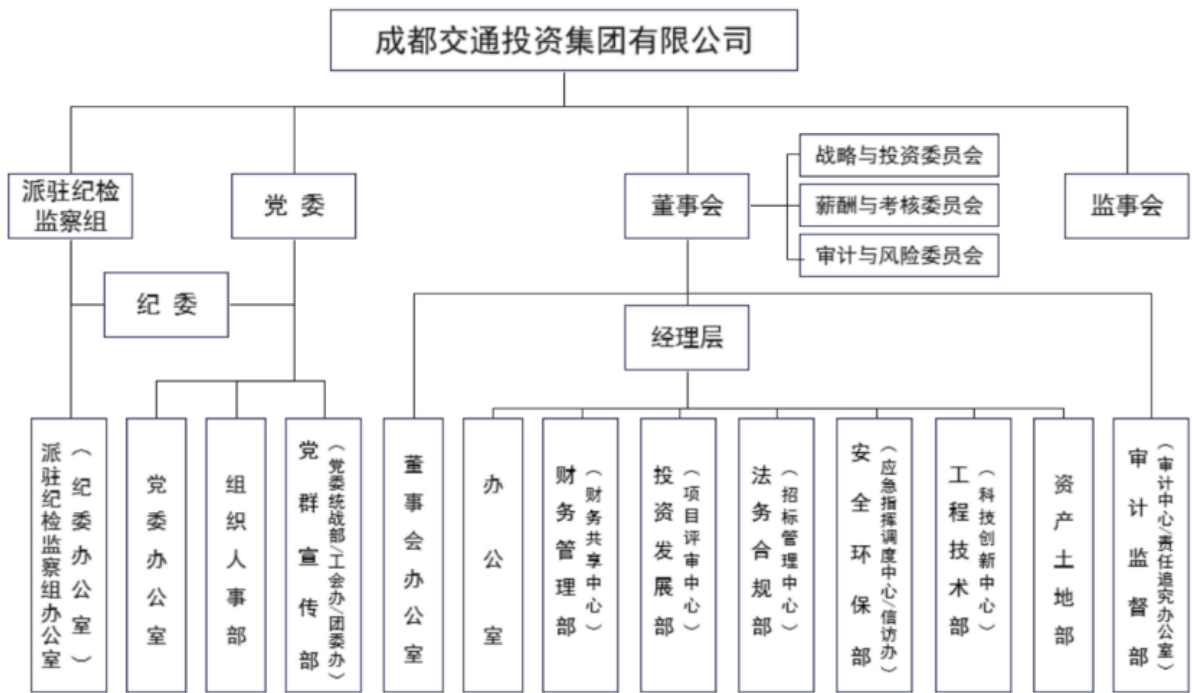 成都交通投资集团有限公司
派驻纪检
监察组
党 委
董事会
战略与投资委员会
薪酬与考核委员会
审计与风险委员会
监事会
纪 委
经理层
派驻纪检监察组办公室
（纪委办公室）
党委办公室
组织人事部
党群宣传部
（党委统战部/工会办/团委办）
董事会办公室
办公室
财务管理部
（财务共享中心）
投资发展部
（项目评审中心）
法务合规部
（招标管理中心）
安全环保部
（应急指挥调度中心/信访办）
工程技术部
（科技创新中心）
资产土地部
审计监督部
（审计中心/责任追究办公室）